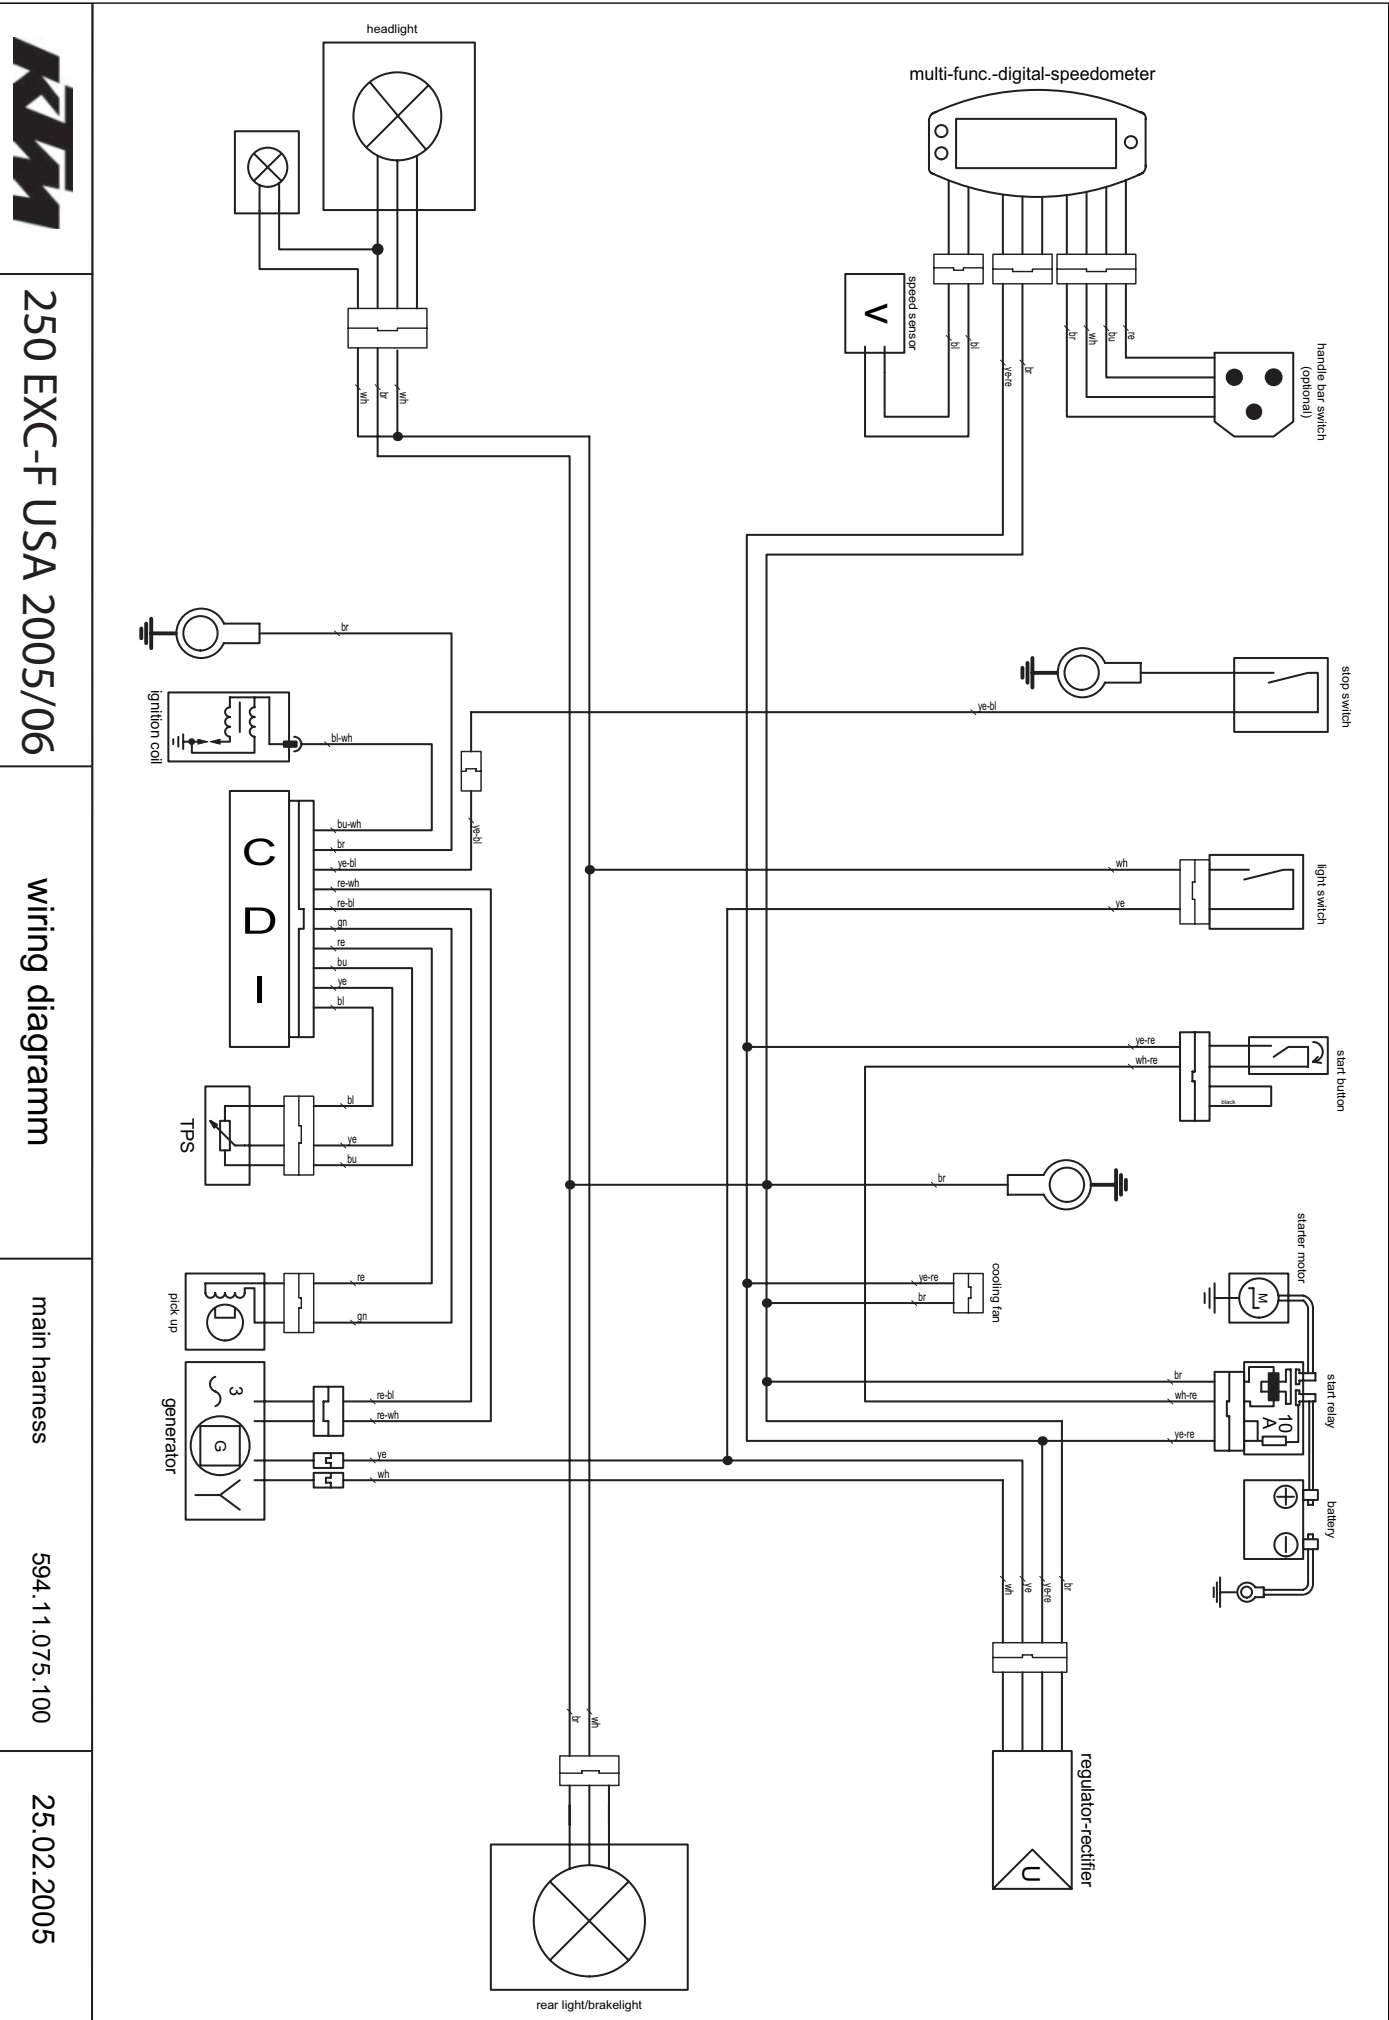 headlight
multi-func.-digital-speedometer
speed sensor
V
bl
bl
ye-re
br
br
wh
bu
re
handle bar switch
(optional)
wh
br
wh
br
ignition coil
bl-wh
ye-bl
stop switch
ye-bl
C
D
I
bu-wh
br
ye-bl
re-wh
re-bl
gn
re
bu
ye
bl
wh
ye
light switch
ye-re
wh-re
black
start button
TPS
bl
ye
bu
br
pick up
re
gn
ye-re
br
cooling fan
starter motor
M
br
wh-re
ye-re
10
A
start relay
battery
generator
3
G
re-bl
re-wh
ye
wh
wh
ye
ye-re
br
regulator-rectifier
U
br
wh
rear light/brakelight
KTM
250 EXC-F USA 2005/06
wiring diagramm
main harness
594.11.075.100
25.02.2005